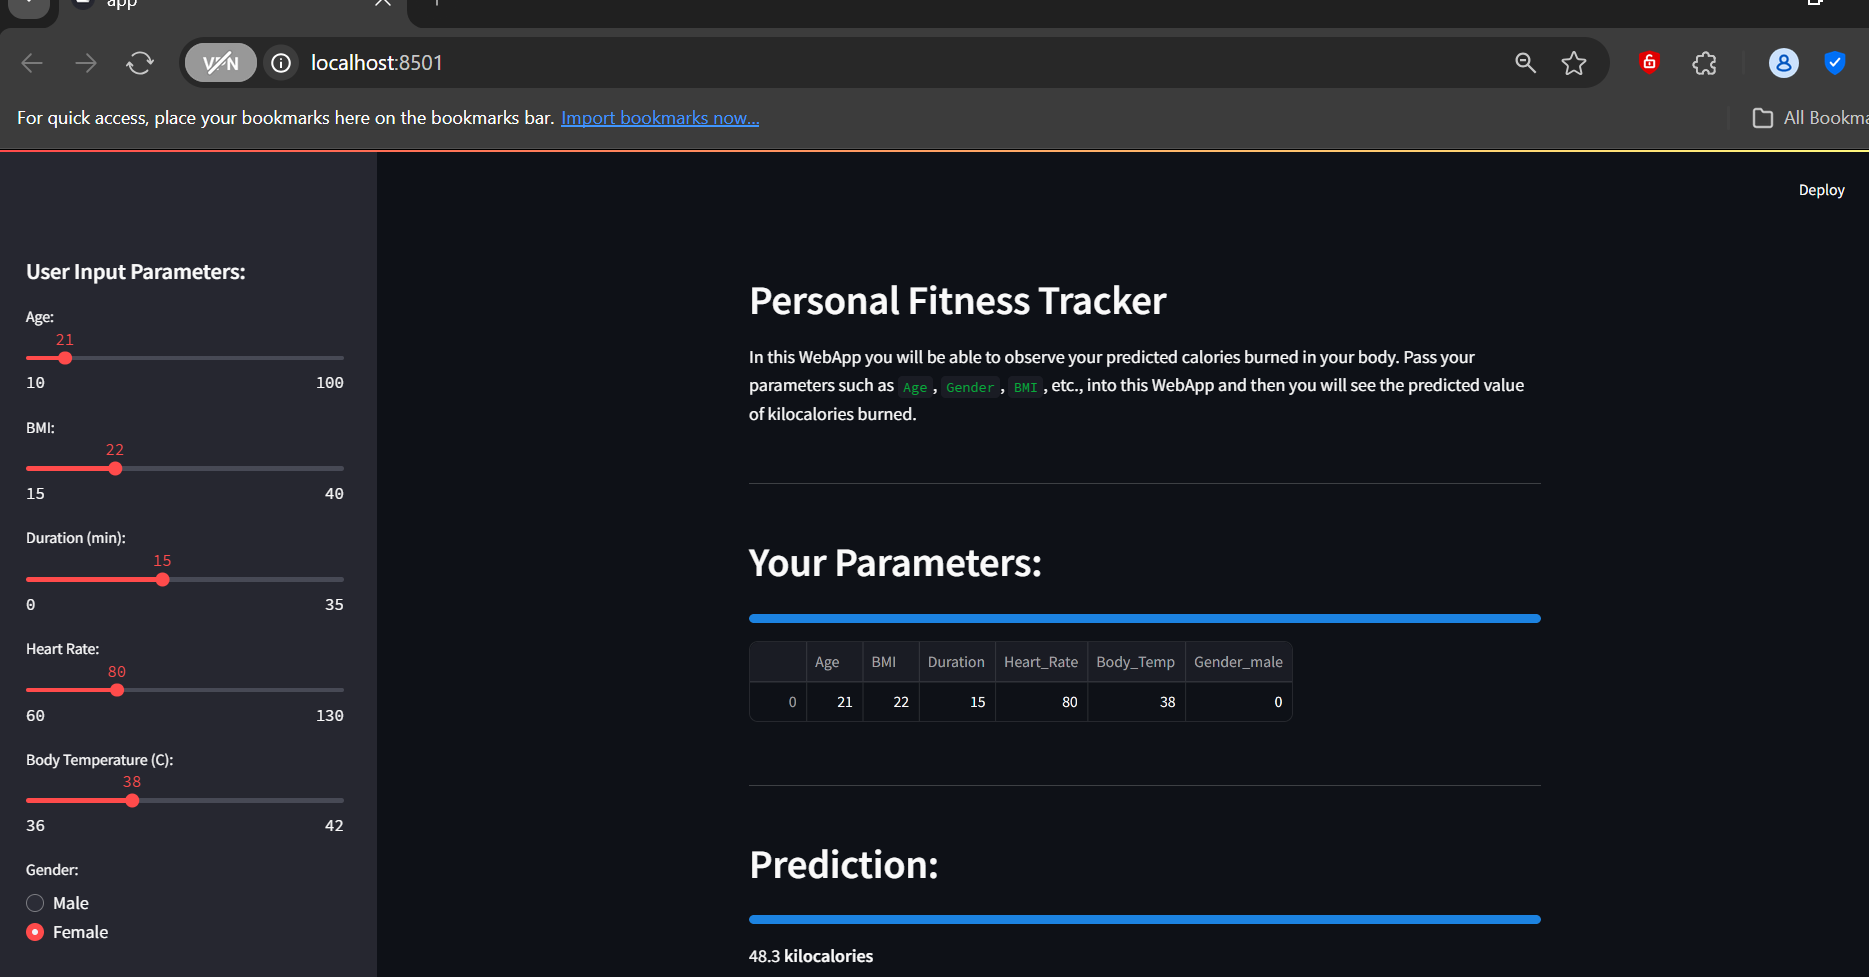 app
VPN
localhost:8501
For quick access, place your bookmarks here on the bookmarks bar. Import bookmarks now...
All Bookma
Deploy
User Input Parameters:
Age:
21
10 100
BMI:
22
15 40
Duration (min):
15
0 35
Heart Rate:
80
60 130
Body Temperature (C):
38
36 42
Gender:
Male
Female
Personal Fitness Tracker
In this WebApp you will be able to observe your predicted calories burned in your body. Pass your
parameters such as Age, Gender, BMI, etc., into this WebApp and then you will see the predicted value
of kilocalories burned.
Your Parameters:
Age BMI Duration Heart_Rate Body_Temp Gender_male
0 21 22 15 80 38 0
Prediction:
48.3 kilocalories